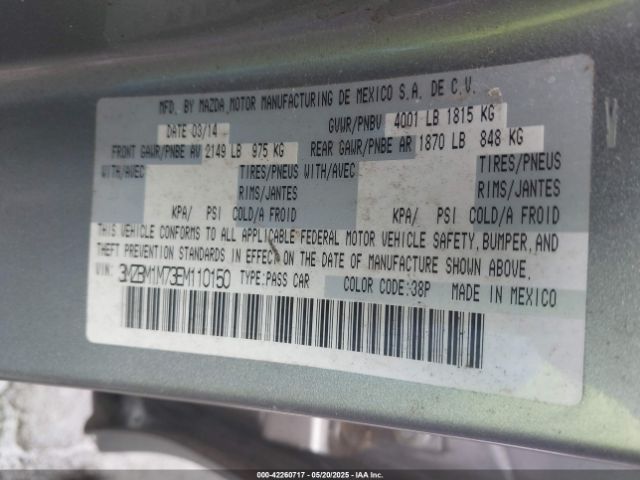 MFD. BY MAZDA MOTOR MANUFACTURING DE MEXICO S.A. DE C.V.
DATE 03/14 GVWR/PNBV 4001 LB 1815 KG
FRONT GAWR/PNBE AV 2149 LB 975 KG REAR GAWR/PNBE AR 1870 LB 848 KG
WITH/AVEC TIRES/PNEUS WITH/AVEC TIRES/PNEUS
RIMS/JANTES RIMS/JANTES
KPA/ PSI COLD/A FROID KPA/ PSI COLD/A FROID
THIS VEHICLE CONFORMS TO ALL APPLICABLE FEDERAL MOTOR VEHICLE SAFETY, BUMPER, AND
THEFT PREVENTION STANDARDS IN EFFECT ON THE DATE OF MANUFACTURE SHOWN ABOVE.
VIN: 3MZBM1M73EM110150 TYPE:PASS CAR COLOR CODE:38P MADE IN MEXICO
000-42260717 - 05/20/2025 - IAAI.COM